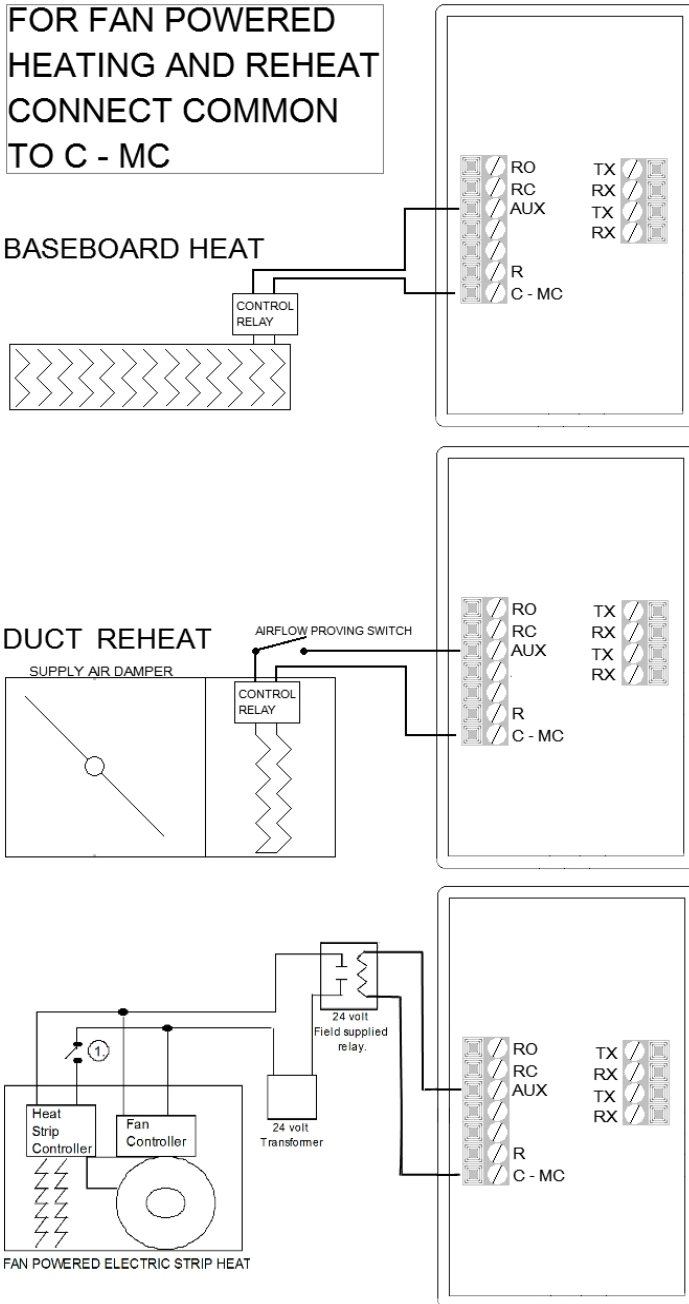 FOR FAN POWERED
HEATING AND REHEAT
CONNECT COMMON
TO C - MC
BASEBOARD HEAT
CONTROL
RELAY
RO
RC
AUX
R
C - MC
TX
RX
TX
RX
DUCT REHEAT
SUPPLY AIR DAMPER
AIRFLOW PROVING SWITCH
CONTROL
RELAY
RO
RC
AUX
R
C - MC
TX
RX
TX
RX
24 volt
Field supplied
relay.
1.
Heat
Strip
Controller
Fan
Controller
24 volt
Transformer
FAN POWERED ELECTRIC STRIP HEAT
RO
RC
AUX
R
C - MC
TX
RX
TX
RX